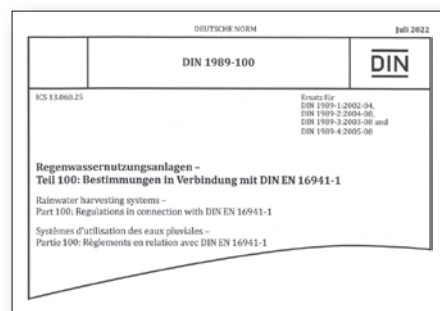 DEUTSCHE NORM
Juli 2022
DIN 1989-100
DIN
ICS 13.060.25
Ersatz für
DIN 1989-1:2002-04,
DIN 1989-2:2004-08,
DIN 1989-3:2003-08 und
DIN 1989-4:2005-08
Regenwassernutzungsanlagen –
Teil 100: Bestimmungen in Verbindung mit DIN EN 16941-1
Rainwater harvesting systems –
Part 100: Regulations in connection with DIN EN 16941-1
Systèmes d'utilisation des eaux pluviales –
Partie 100: Règlements en relation avec DIN EN 16941-1